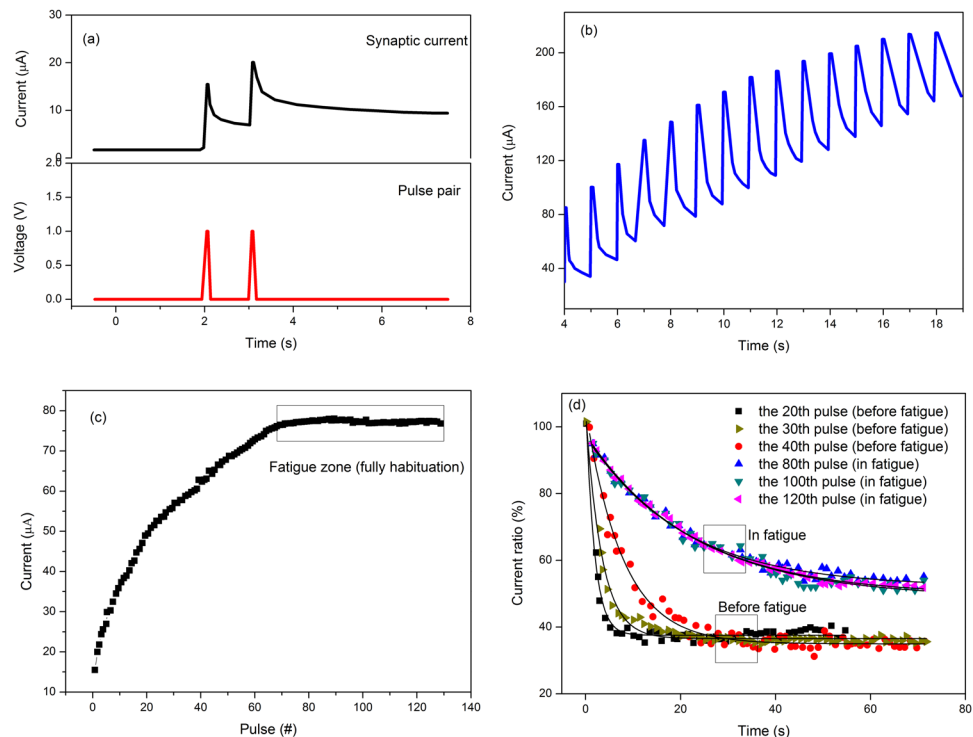 (a)
Synaptic current
Current (μA)
30
20
10
0
Pulse pair
Voltage (V)
2.0
1.5
1.0
0.5
0.0
0 2 4 6 8
Time (s)
(b)
Current (μA)
200
160
120
80
40
4 6 8 10 12 14 16 18
Time (s)
(c)
Current (μA)
90
80
70
60
50
40
30
20
10
Fatigue zone (fully habituation)
0 20 40 60 80 100 120 140
Pulse (#)
(d)
the 20th pulse (before fatigue)
the 30th pulse (before fatigue)
the 40th pulse (before fatigue)
the 80th pulse (in fatigue)
the 100th pulse (in fatigue)
the 120th pulse (in fatigue)
Current ratio (%)
100
80
60
40
20
In fatigue
Before fatigue
0 20 40 60 80
Time (s)